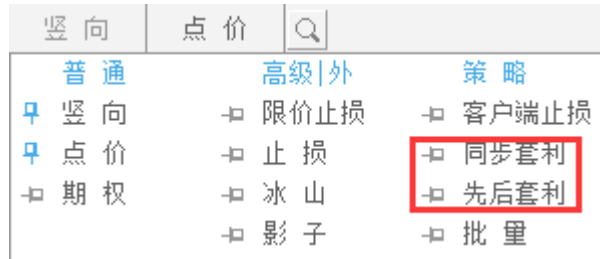 竖 向 点 价
普 通 高级|外 策 略
竖 向 限价止损 客户端止损
点 价 止 损 同步套利
期 权 冰 山 先后套利
影 子 批 量